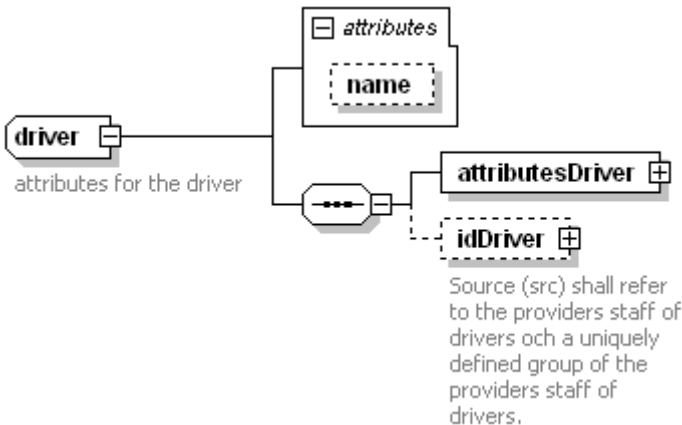 attributes
name
driver
attributes for the driver
attributesDriver
idDriver
Source (src) shall refer
to the providers staff of
drivers och a uniquely
defined group of the
providers staff of
drivers.